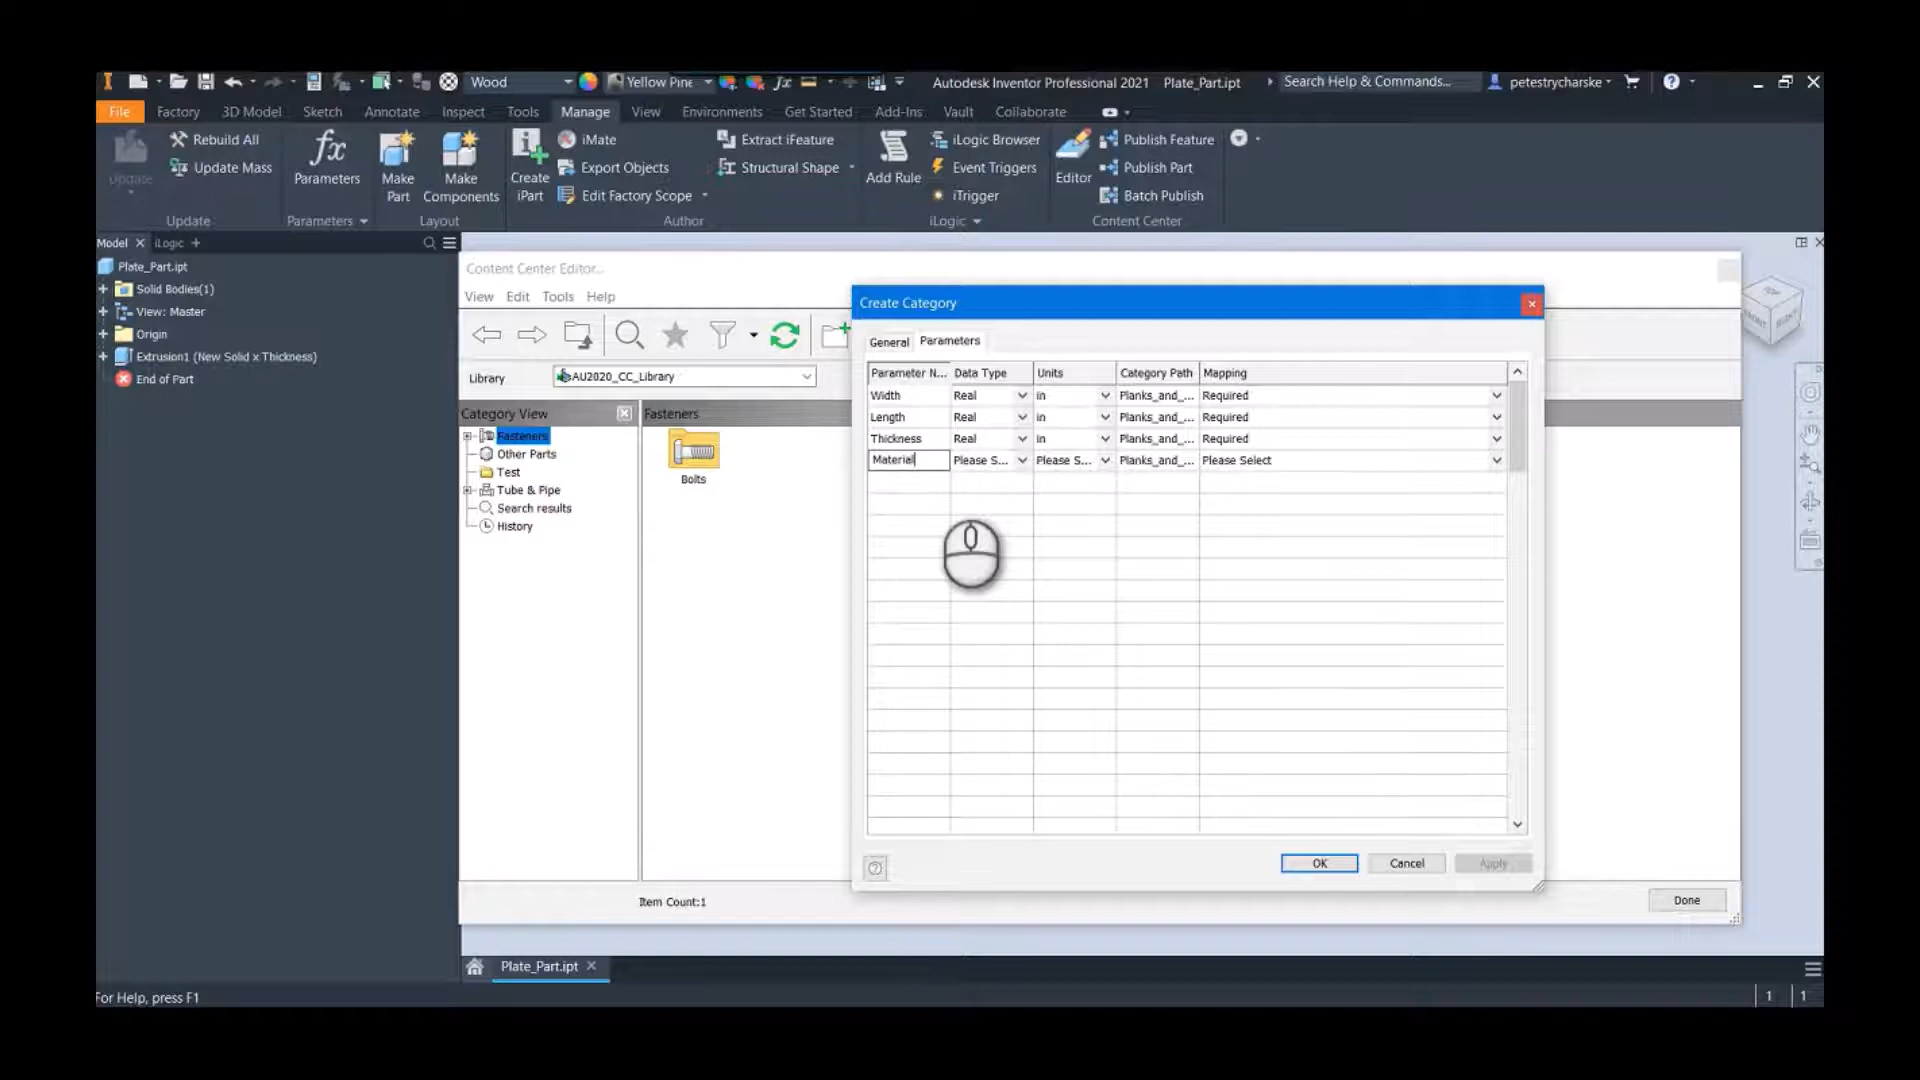 Wood
Yellow Pine
Autodesk Inventor Professional 2021 Plate_Part.ipt
Search Help & Commands...
petestrycharske
File Factory 3D Model Sketch Annotate Inspect Tools Manage View Environments Get Started Add-Ins Vault Collaborate
Update
Rebuild All
Update Mass
Update
fx
Parameters
Parameters
Make Part
Make Components
Layout
Create iPart
iMate
Export Objects
Edit Factory Scope
Extract iFeature
Structural Shape
Author
Add Rule
iLogic Browser
Event Triggers
iTrigger
iLogic
Editor
Publish Feature
Publish Part
Batch Publish
Content Center
Model iLogic
Plate_Part.ipt
Solid Bodies(1)
View: Master
Origin
Extrusion1 (New Solid x Thickness)
End of Part
Content Center Editor...
View Edit Tools Help
Library AU2020_CC_Library
Category View
Fasteners
Other Parts
Test
Tube & Pipe
Search results
History
Fasteners
Bolts
Create Category
General Parameters
Parameter N... Data Type Units Category Path Mapping
Width Real in Planks_and_... Required
Length Real in Planks_and_... Required
Thickness Real in Planks_and_... Required
Material Please S... Please S... Planks_and_... Please Select
OK Cancel Apply
Item Count:1
Done
FRONT RIGHT
Plate_Part.ipt
For Help, press F1
1 1